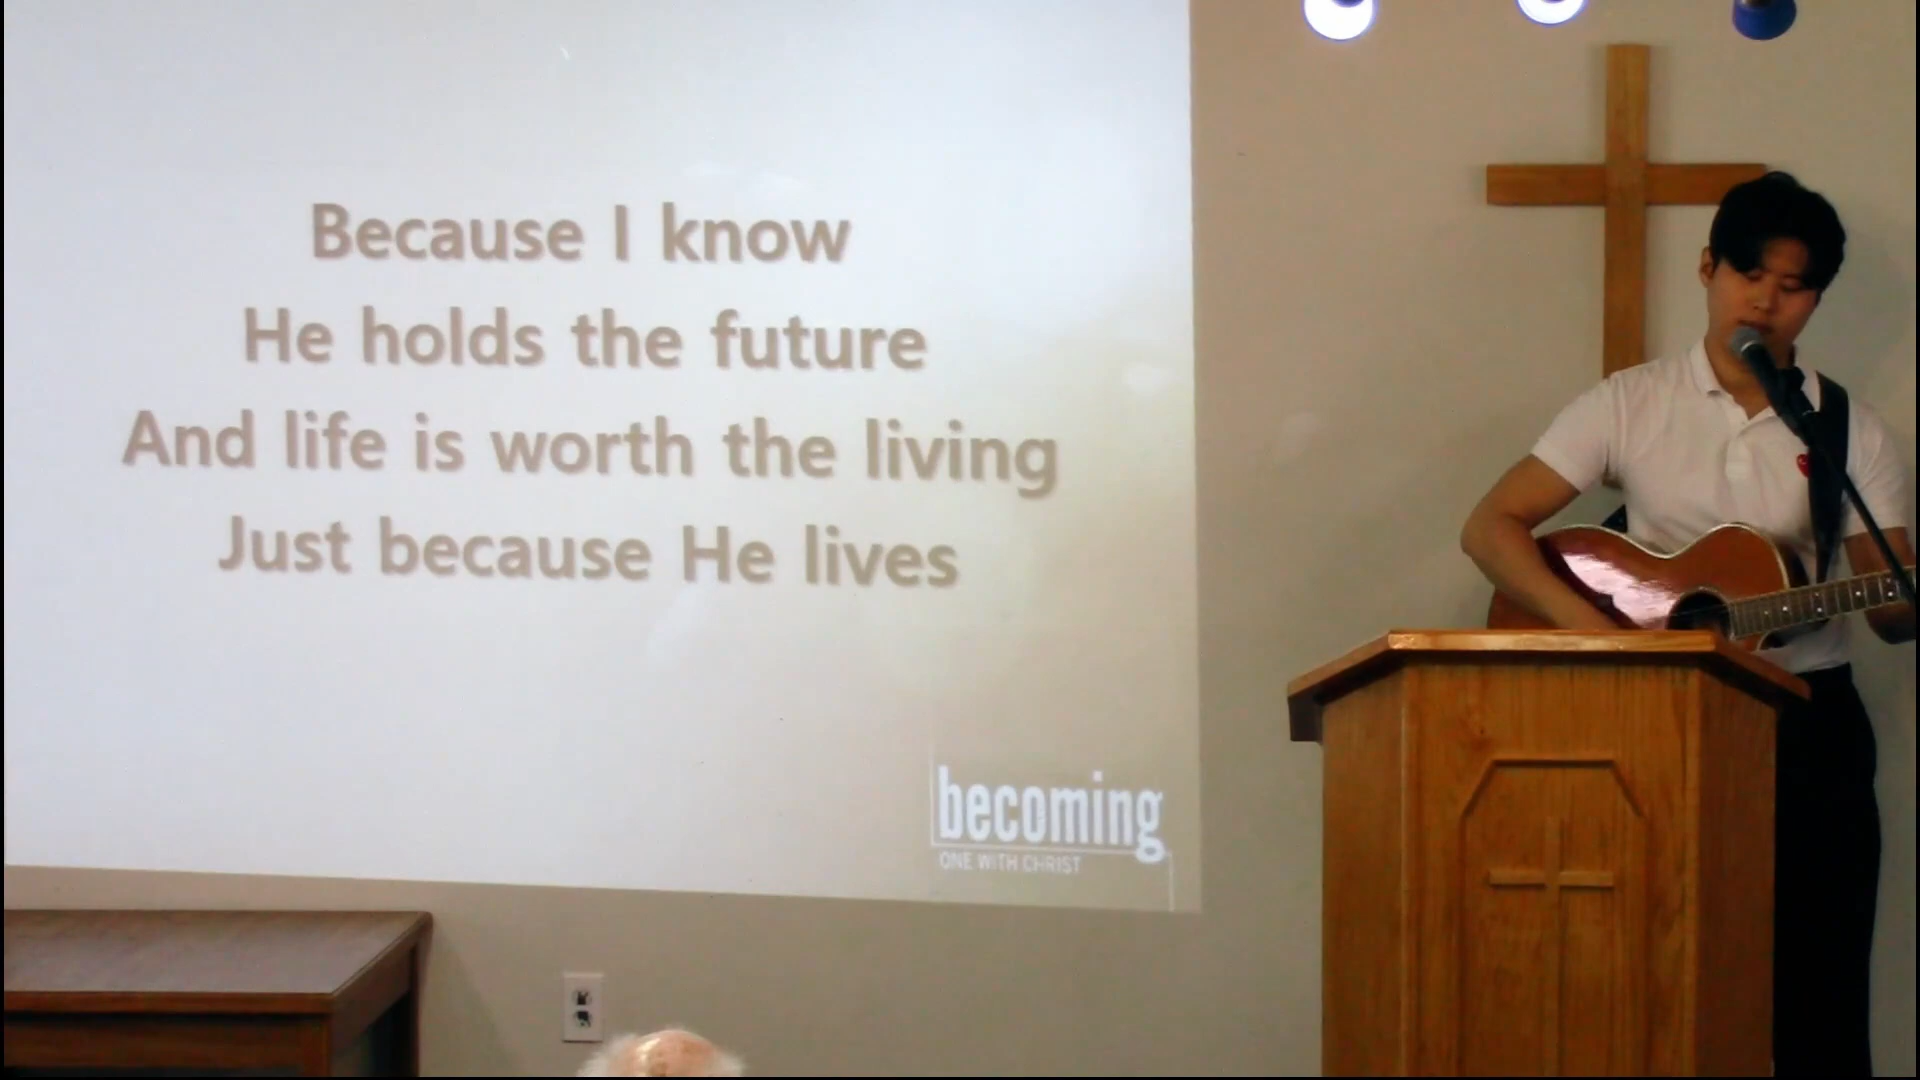 Because I know
He holds the future
And life is worth the living
Just because He lives
becoming
ONE WITH CHRIST